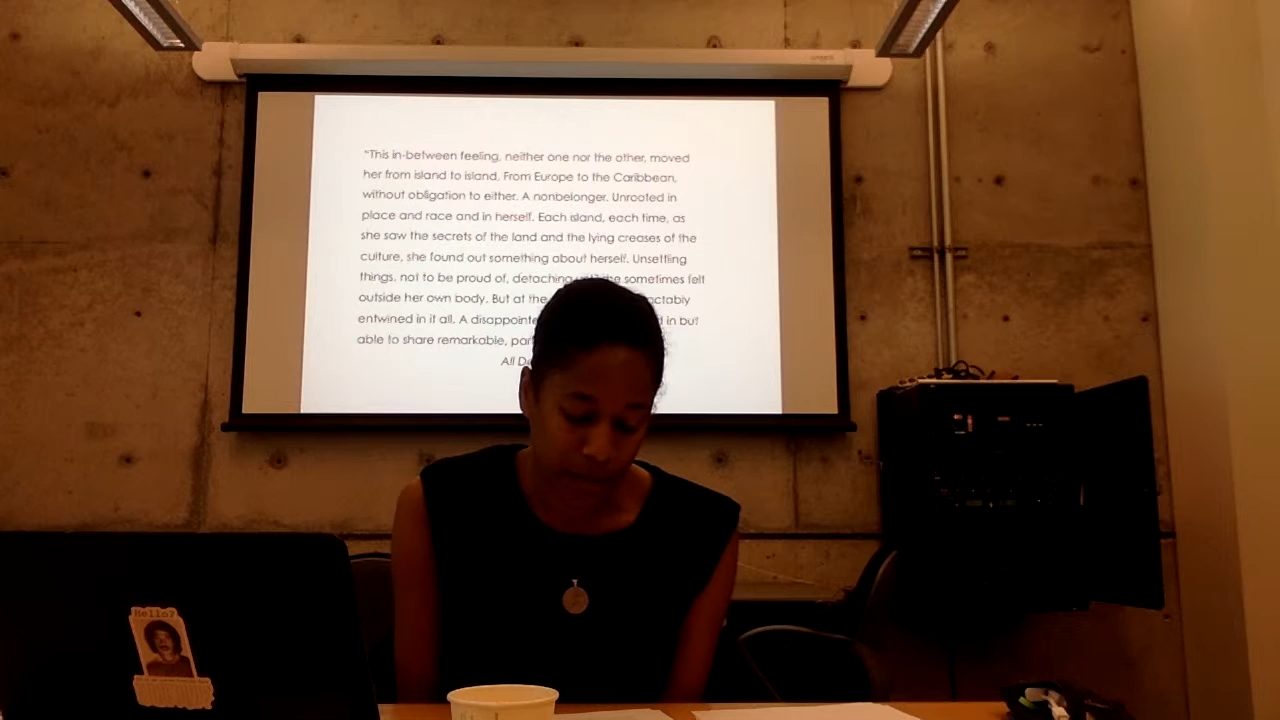 "This in-between feeling, neither one nor the other, moved
her from island to island. From Europe to the Caribbean,
without obligation to either. A nonbelonger. Unrooted in
place and race and in herself. Each island, each time, as
she saw the secrets of the land and the lying creases of the
culture, she found out something about herself. Unsettling
things, not to be proud of, detaching sometimes felt
outside her own body. But at the
entwined in it all. A in but
able to share remarkable,
All
Hello?